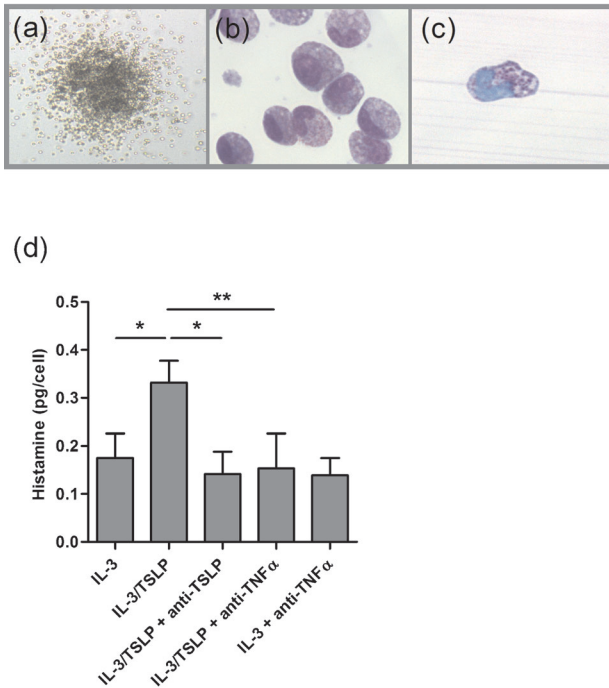 (a)
(b)
(c)
(d)
**
*
*
0.5
0.4
0.3
0.2
0.1
0.0
Histamine (pg/cell)
IL-3
IL-3/TSLP
IL-3/TSLP + anti-TSLP
IL-3/TSLP + anti-TNFα
IL-3 + anti-TNFα